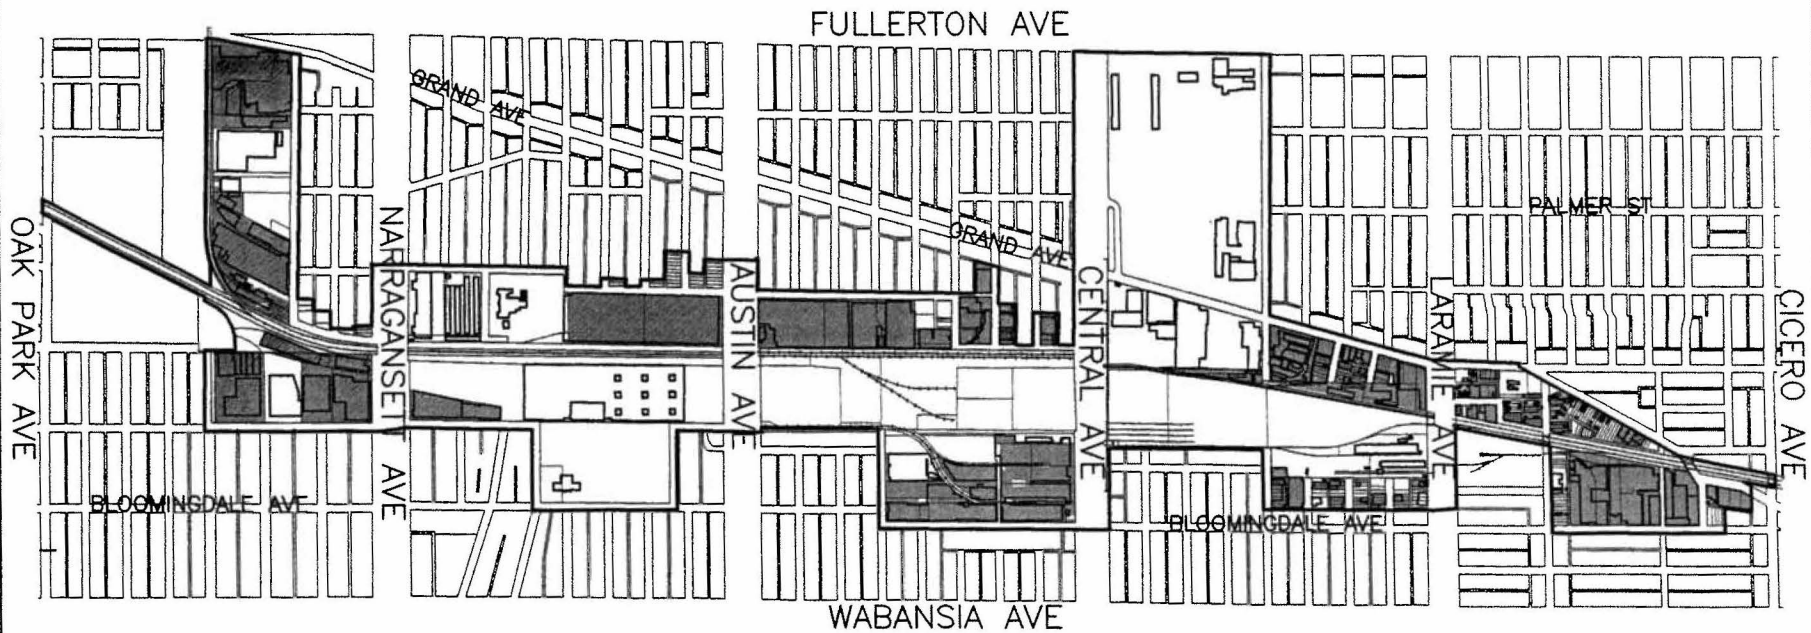 FULLERTON AVE
GRAND AVE
PALMER ST
OAK PARK AVE
NARRAGANSETT AVE
AUSTIN AVE
GRAND AVE
CENTRAL AVE
LARAMIE AVE
CICERO AVE
BLOOMINGDALE AVE
BLOOMINGDALE AVE
WABANSIA AVE